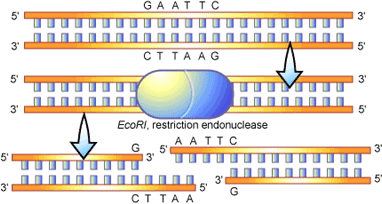 G A A T T C
5' 3'
3' 5'
C T T A A G
5' 3'
3' 5'
EcoRI, restriction endonuclease
G
5' 3'
3' 5'
C T T A A
A A T T C
5' 3'
3' 5'
G